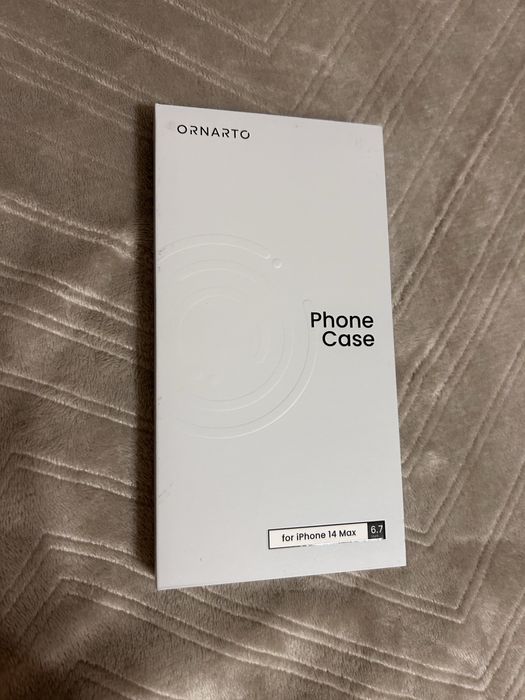 ORNARTO
Phone
Case
for iPhone 14 Max 6.7